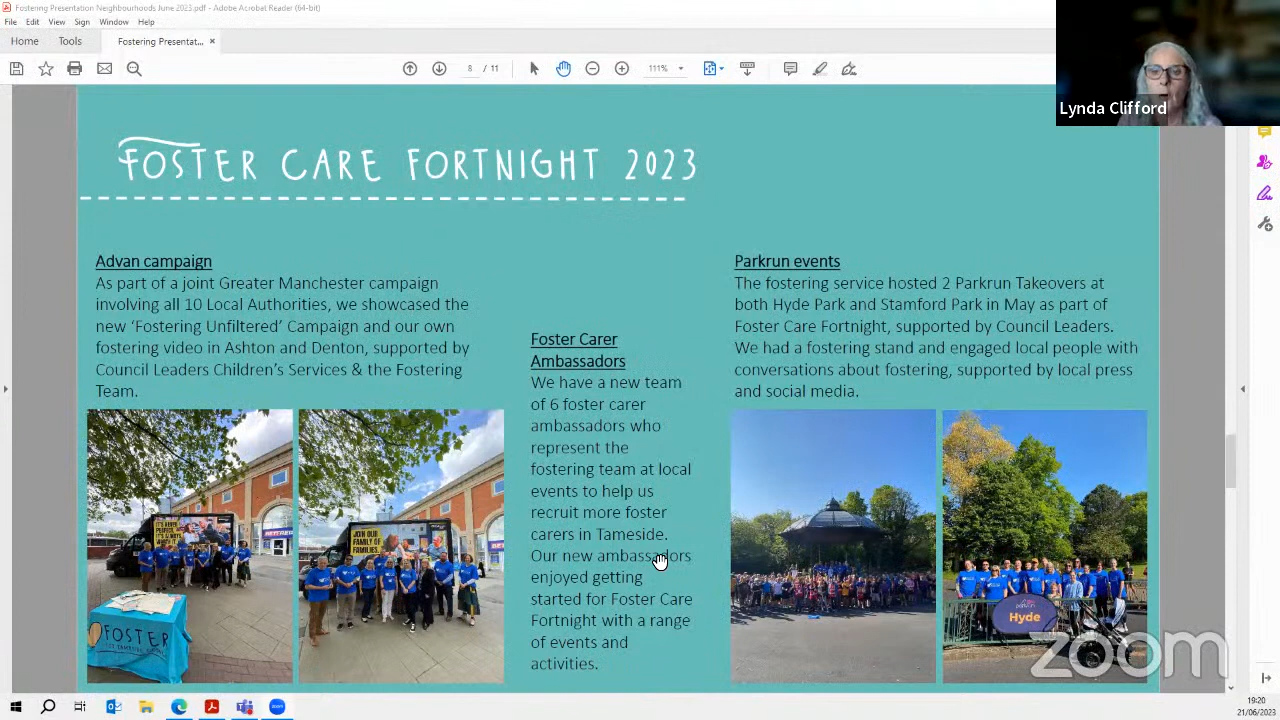 Fostering Presentation Neighbourhoods June 2023.pdf - Adobe Acrobat Reader (64-bit)
File Edit View Sign Window Help
Home Tools Fostering Presentat... ×
8 / 11 111%
Lynda Clifford
FOSTER CARE FORTNIGHT 2023
Advan campaign
As part of a joint Greater Manchester campaign
involving all 10 Local Authorities, we showcased the
new ‘Fostering Unfiltered’ Campaign and our own
fostering video in Ashton and Denton, supported by
Council Leaders Children’s Services & the Fostering
Team.
Foster Carer
Ambassadors
We have a new team
of 6 foster carer
ambassadors who
represent the
fostering team at local
events to help us
recruit more foster
carers in Tameside.
Our new ambassadors
enjoyed getting
started for Foster Care
Fortnight with a range
of events and
activities.
Parkrun events
The fostering service hosted 2 Parkrun Takeovers at
both Hyde Park and Stamford Park in May as part of
Foster Care Fortnight, supported by Council Leaders.
We had a fostering stand and engaged local people with
conversations about fostering, supported by local press
and social media.
FOSTER
JOIN OUR
FAMILY OF
FAMILIES.
parkrun
Hyde
zoom
19:20
21/06/2023